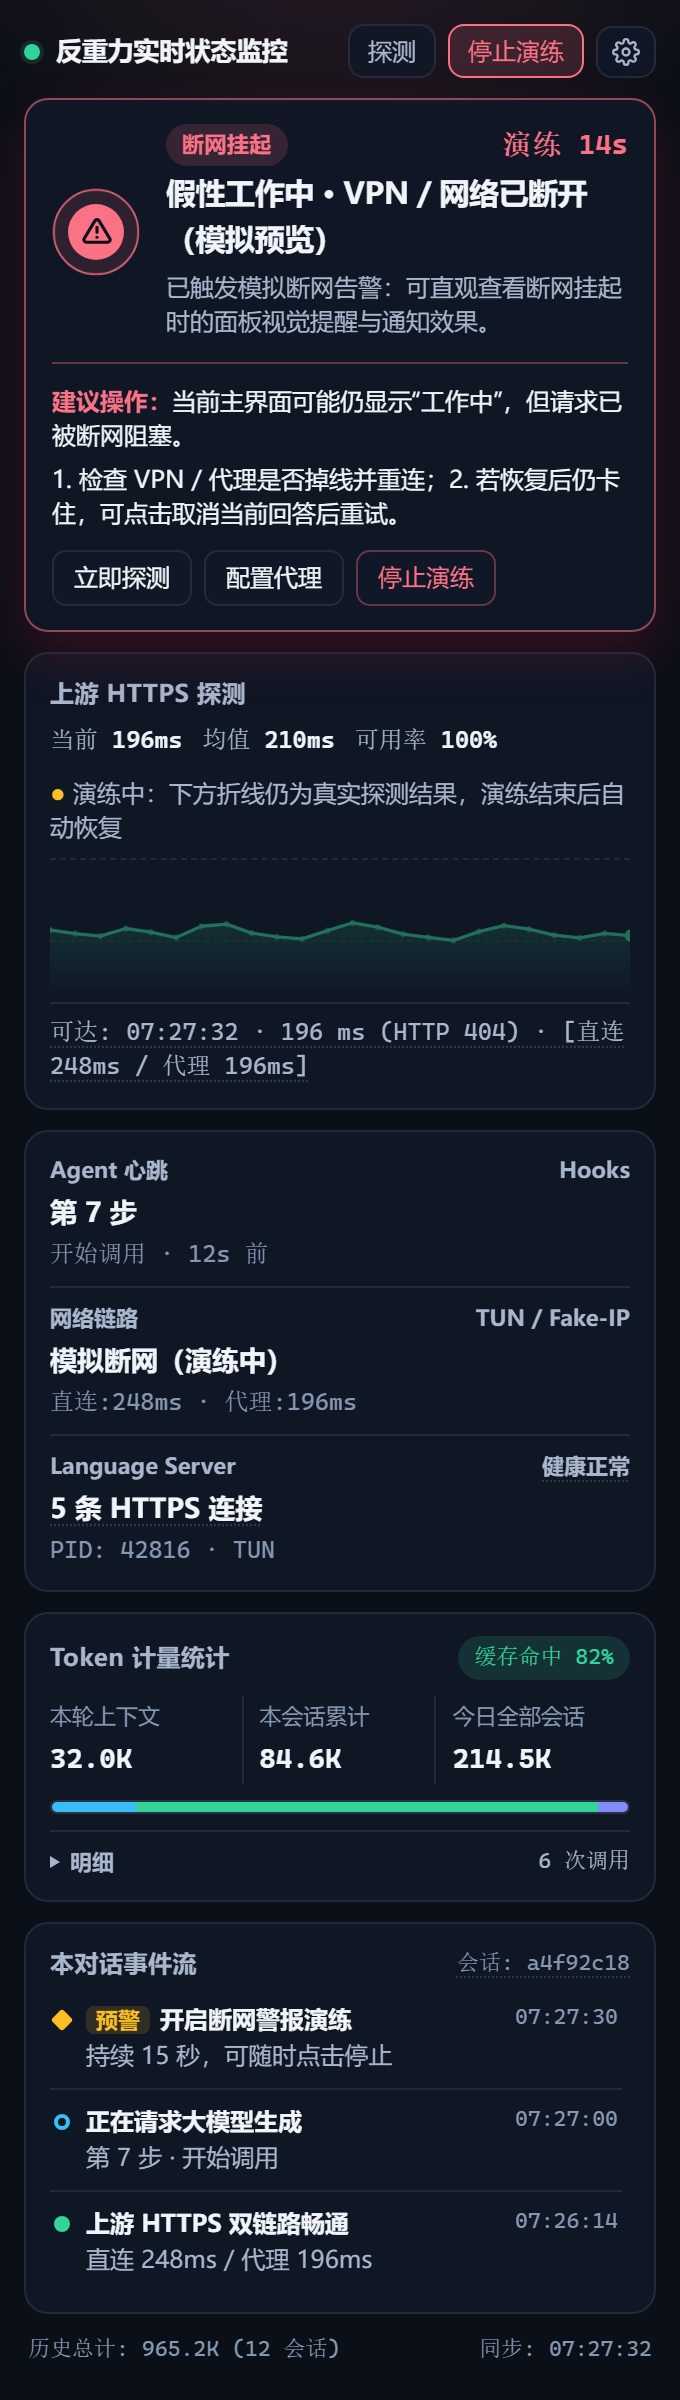 反重力实时状态监控
探测
停止演练
断网挂起
演练 14s
假性工作中 • VPN / 网络已断开
（模拟预览）
已触发模拟断网告警：可直观查看断网挂起
时的面板视觉提醒与通知效果。
建议操作：当前主界面可能仍显示“工作中”，但请求已
被断网阻塞。
1. 检查 VPN / 代理是否掉线并重连；2. 若恢复后仍卡
住，可点击取消当前回答后重试。
立即探测
配置代理
停止演练
上游 HTTPS 探测
当前 196ms 均值 210ms 可用率 100%
演练中：下方折线仍为真实探测结果，演练结束后自
动恢复
可达: 07:27:32 · 196 ms (HTTP 404) · [直连
248ms / 代理 196ms]
Agent 心跳
Hooks
第 7 步
开始调用 · 12s 前
网络链路
TUN / Fake-IP
模拟断网（演练中）
直连:248ms · 代理:196ms
Language Server
健康正常
5 条 HTTPS 连接
PID: 42816 · TUN
Token 计量统计
缓存命中 82%
本轮上下文
本会话累计
今日全部会话
32.0K
84.6K
214.5K
明细
6 次调用
本对话事件流
会话: a4f92c18
预警 开启断网警报演练
07:27:30
持续 15 秒，可随时点击停止
正在请求大模型生成
07:27:00
第 7 步 · 开始调用
上游 HTTPS 双链路畅通
07:26:14
直连 248ms / 代理 196ms
历史总计: 965.2K (12 会话)
同步: 07:27:32